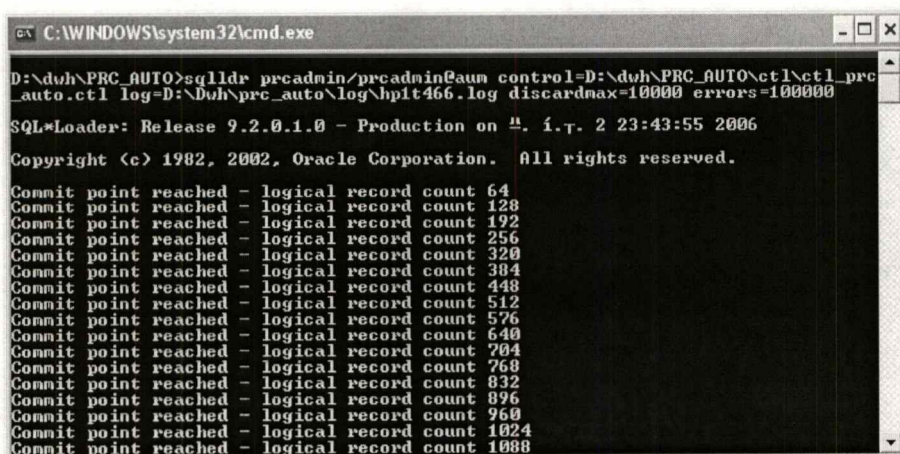 C:\WINDOWS\system32\cmd.exe
D:\dwh\PRC_AUTO>sqlldr prcadmin/prcadmin@aum control=D:\dwh\PRC_AUTO\ctl\ctl_prc
_auto.ctl log=D:\Dwh\prc_auto\log\hp1t466.log discardmax=10000 errors=100000
SQL*Loader: Release 9.2.0.1.0 - Production on 2 23:43:55 2006
Copyright (c) 1982, 2002, Oracle Corporation.  All rights reserved.
Commit point reached - logical record count 64
Commit point reached - logical record count 128
Commit point reached - logical record count 192
Commit point reached - logical record count 256
Commit point reached - logical record count 320
Commit point reached - logical record count 384
Commit point reached - logical record count 448
Commit point reached - logical record count 512
Commit point reached - logical record count 576
Commit point reached - logical record count 640
Commit point reached - logical record count 704
Commit point reached - logical record count 768
Commit point reached - logical record count 832
Commit point reached - logical record count 896
Commit point reached - logical record count 960
Commit point reached - logical record count 1024
Commit point reached - logical record count 1088